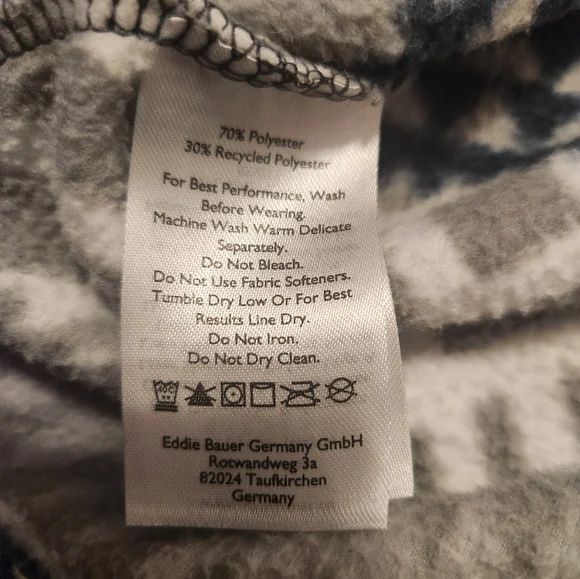 70% Polyester
30% Recycled Polyester
For Best Performance, Wash
Before Wearing.
Machine Wash Warm Delicate
Separately.
Do Not Bleach.
Do Not Use Fabric Softeners.
Tumble Dry Low Or For Best
Results Line Dry.
Do Not Iron.
Do Not Dry Clean.
40C
Eddie Bauer Germany GmbH
Rotwandweg 3a
82024 Taufkirchen
Germany